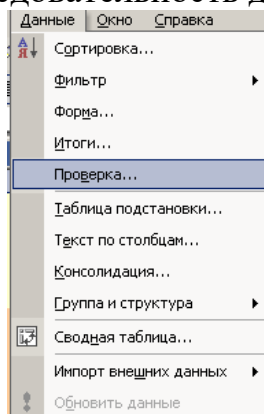 Данные Окно Справка
Сортировка...
Фильтр
Форма...
Итоги...
Проверка...
Таблица подстановки...
Текст по столбцам...
Консолидация...
Группа и структура
Сводная таблица...
Импорт внешних данных
Обновить данные